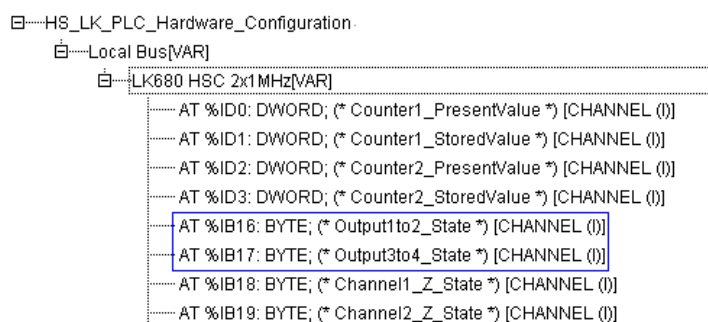 HS_LK_PLC_Hardware_Configuration
Local Bus[VAR]
LK680 HSC 2x1MHz[VAR]
AT %ID0: DWORD; (* Counter1_PresentValue *) [CHANNEL (I)]
AT %ID1: DWORD; (* Counter1_StoredValue *) [CHANNEL (I)]
AT %ID2: DWORD; (* Counter2_PresentValue *) [CHANNEL (I)]
AT %ID3: DWORD; (* Counter2_StoredValue *) [CHANNEL (I)]
AT %IB16: BYTE; (* Output1to2_State *) [CHANNEL (I)]
AT %IB17: BYTE; (* Output3to4_State *) [CHANNEL (I)]
AT %IB18: BYTE; (* Channel1_Z_State *) [CHANNEL (I)]
AT %IB19: BYTE; (* Channel2_Z_State *) [CHANNEL (I)]